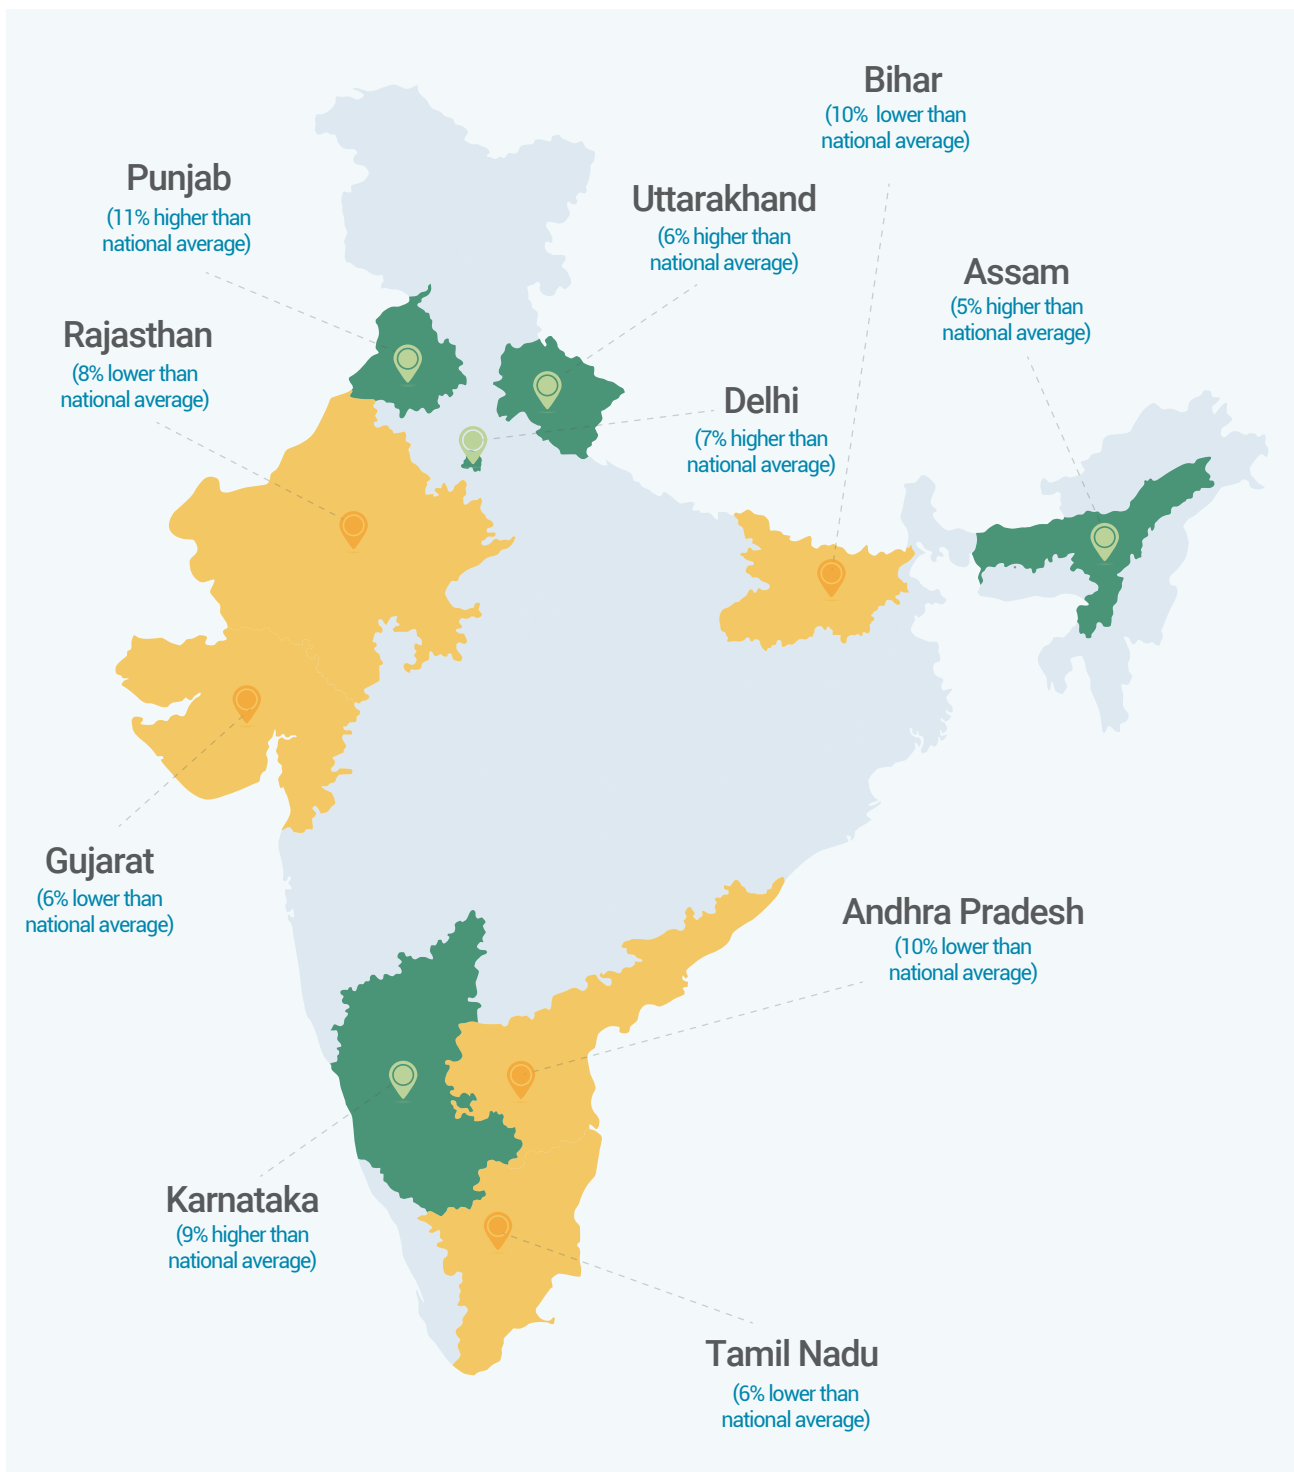 Bihar
(10% lower than
national average)
Punjab
(11% higher than
national average)
Uttarakhand
(6% higher than
national average)
Assam
(5% higher than
national average)
Rajasthan
(8% lower than
national average)
Delhi
(7% higher than
national average)
Gujarat
(6% lower than
national average)
Andhra Pradesh
(10% lower than
national average)
Karnataka
(9% higher than
national average)
Tamil Nadu
(6% lower than
national average)